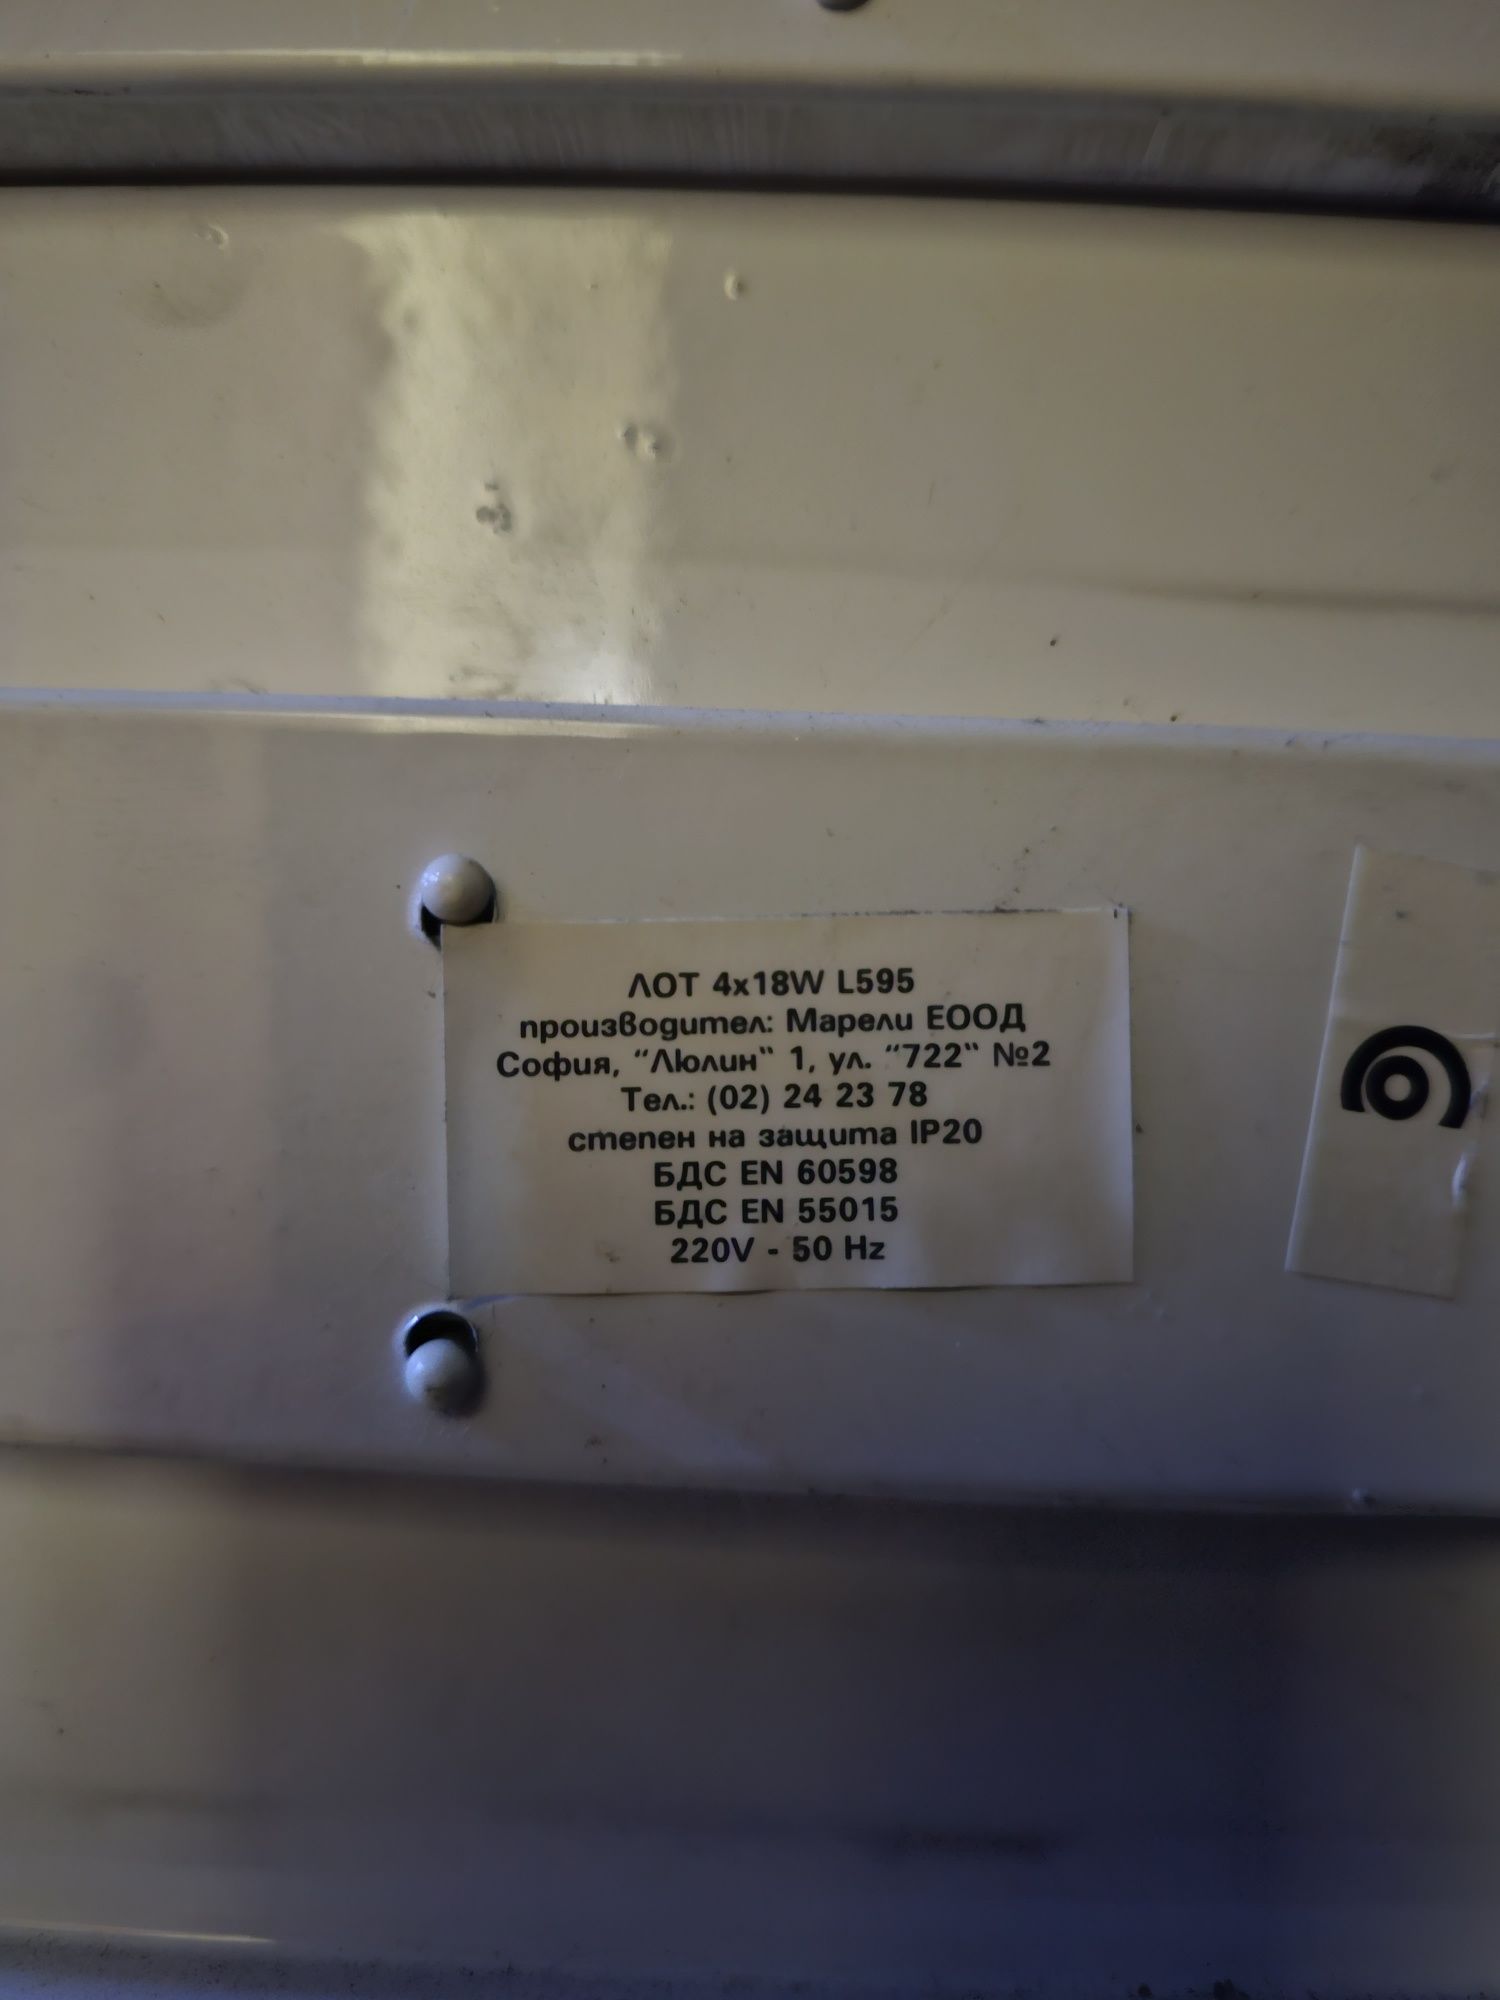 ЛОТ 4x18W L595
производител: Марели ЕООД
София, "Люлин" 1, ул. "722" №2
Тел.: (02) 24 23 78
степен на защита IP20
БДС EN 60598
БДС EN 55015
220V - 50 Hz